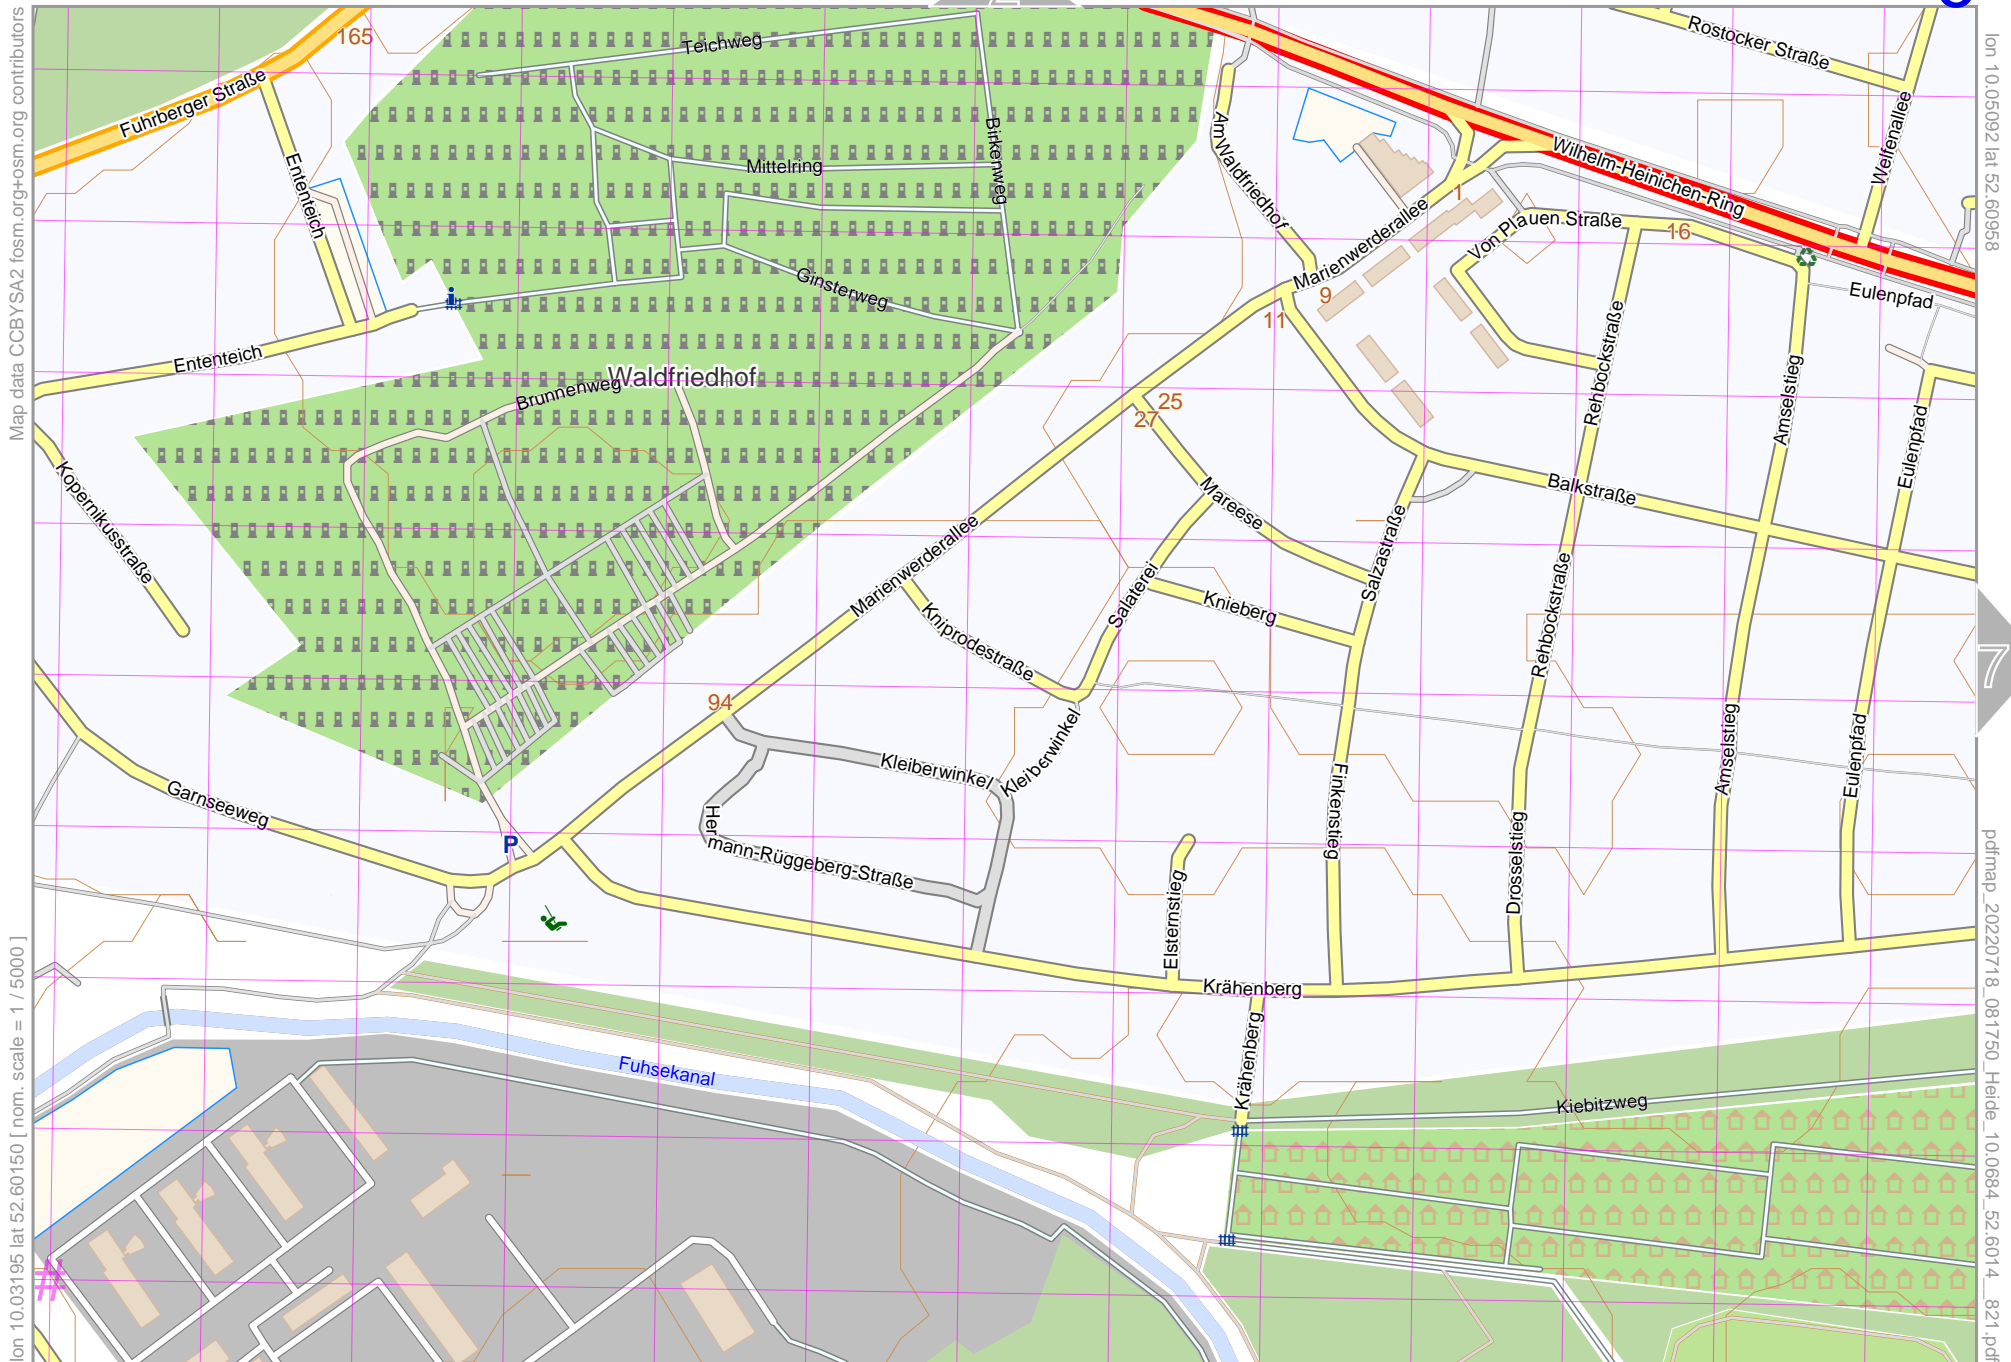 Map data CCBYSA2 fosm.org+osm.org contributors
lon 10.03195 lat 52.60150 [ nom. scale = 1 / 5000 ]
lon 10.05092 lat 52.60958
pdfmap_20220718_081750_Heide_10.0684_52.6014__821.pdf
165
Fuhrberger Straße
Teichweg
Rostocker Straße
Welfenallee
Ententeich
Birkenweg
Mittelring
Am Waldfriedhof
Wilhelm-Heinichen-Ring
1
Von Plauen Straße
16
Marienwerderallee
Ginsterweg
9
11
Eulenpfad
i
Ententeich
Waldfriedhof
Brunnenweg
25
27
Rehbockstraße
Amselstieg
Eulenpfad
Kopernikusstraße
Mareese
Balkstraße
Marienwerderallee
Salzastraße
Salaterei
Knieberg
Kniprodestraße
Rehbockstraße
7
94
Kleiberwinkel
Kleiberwinkel
Finkenstieg
Amselstieg
Eulenpfad
Garnseeweg
P
Her
mann-Rüggeberg-Straße
Elsternstieg
Drosselstieg
Krähenberg
Krähenberg
Fuhsekanal
Kiebitzweg
#